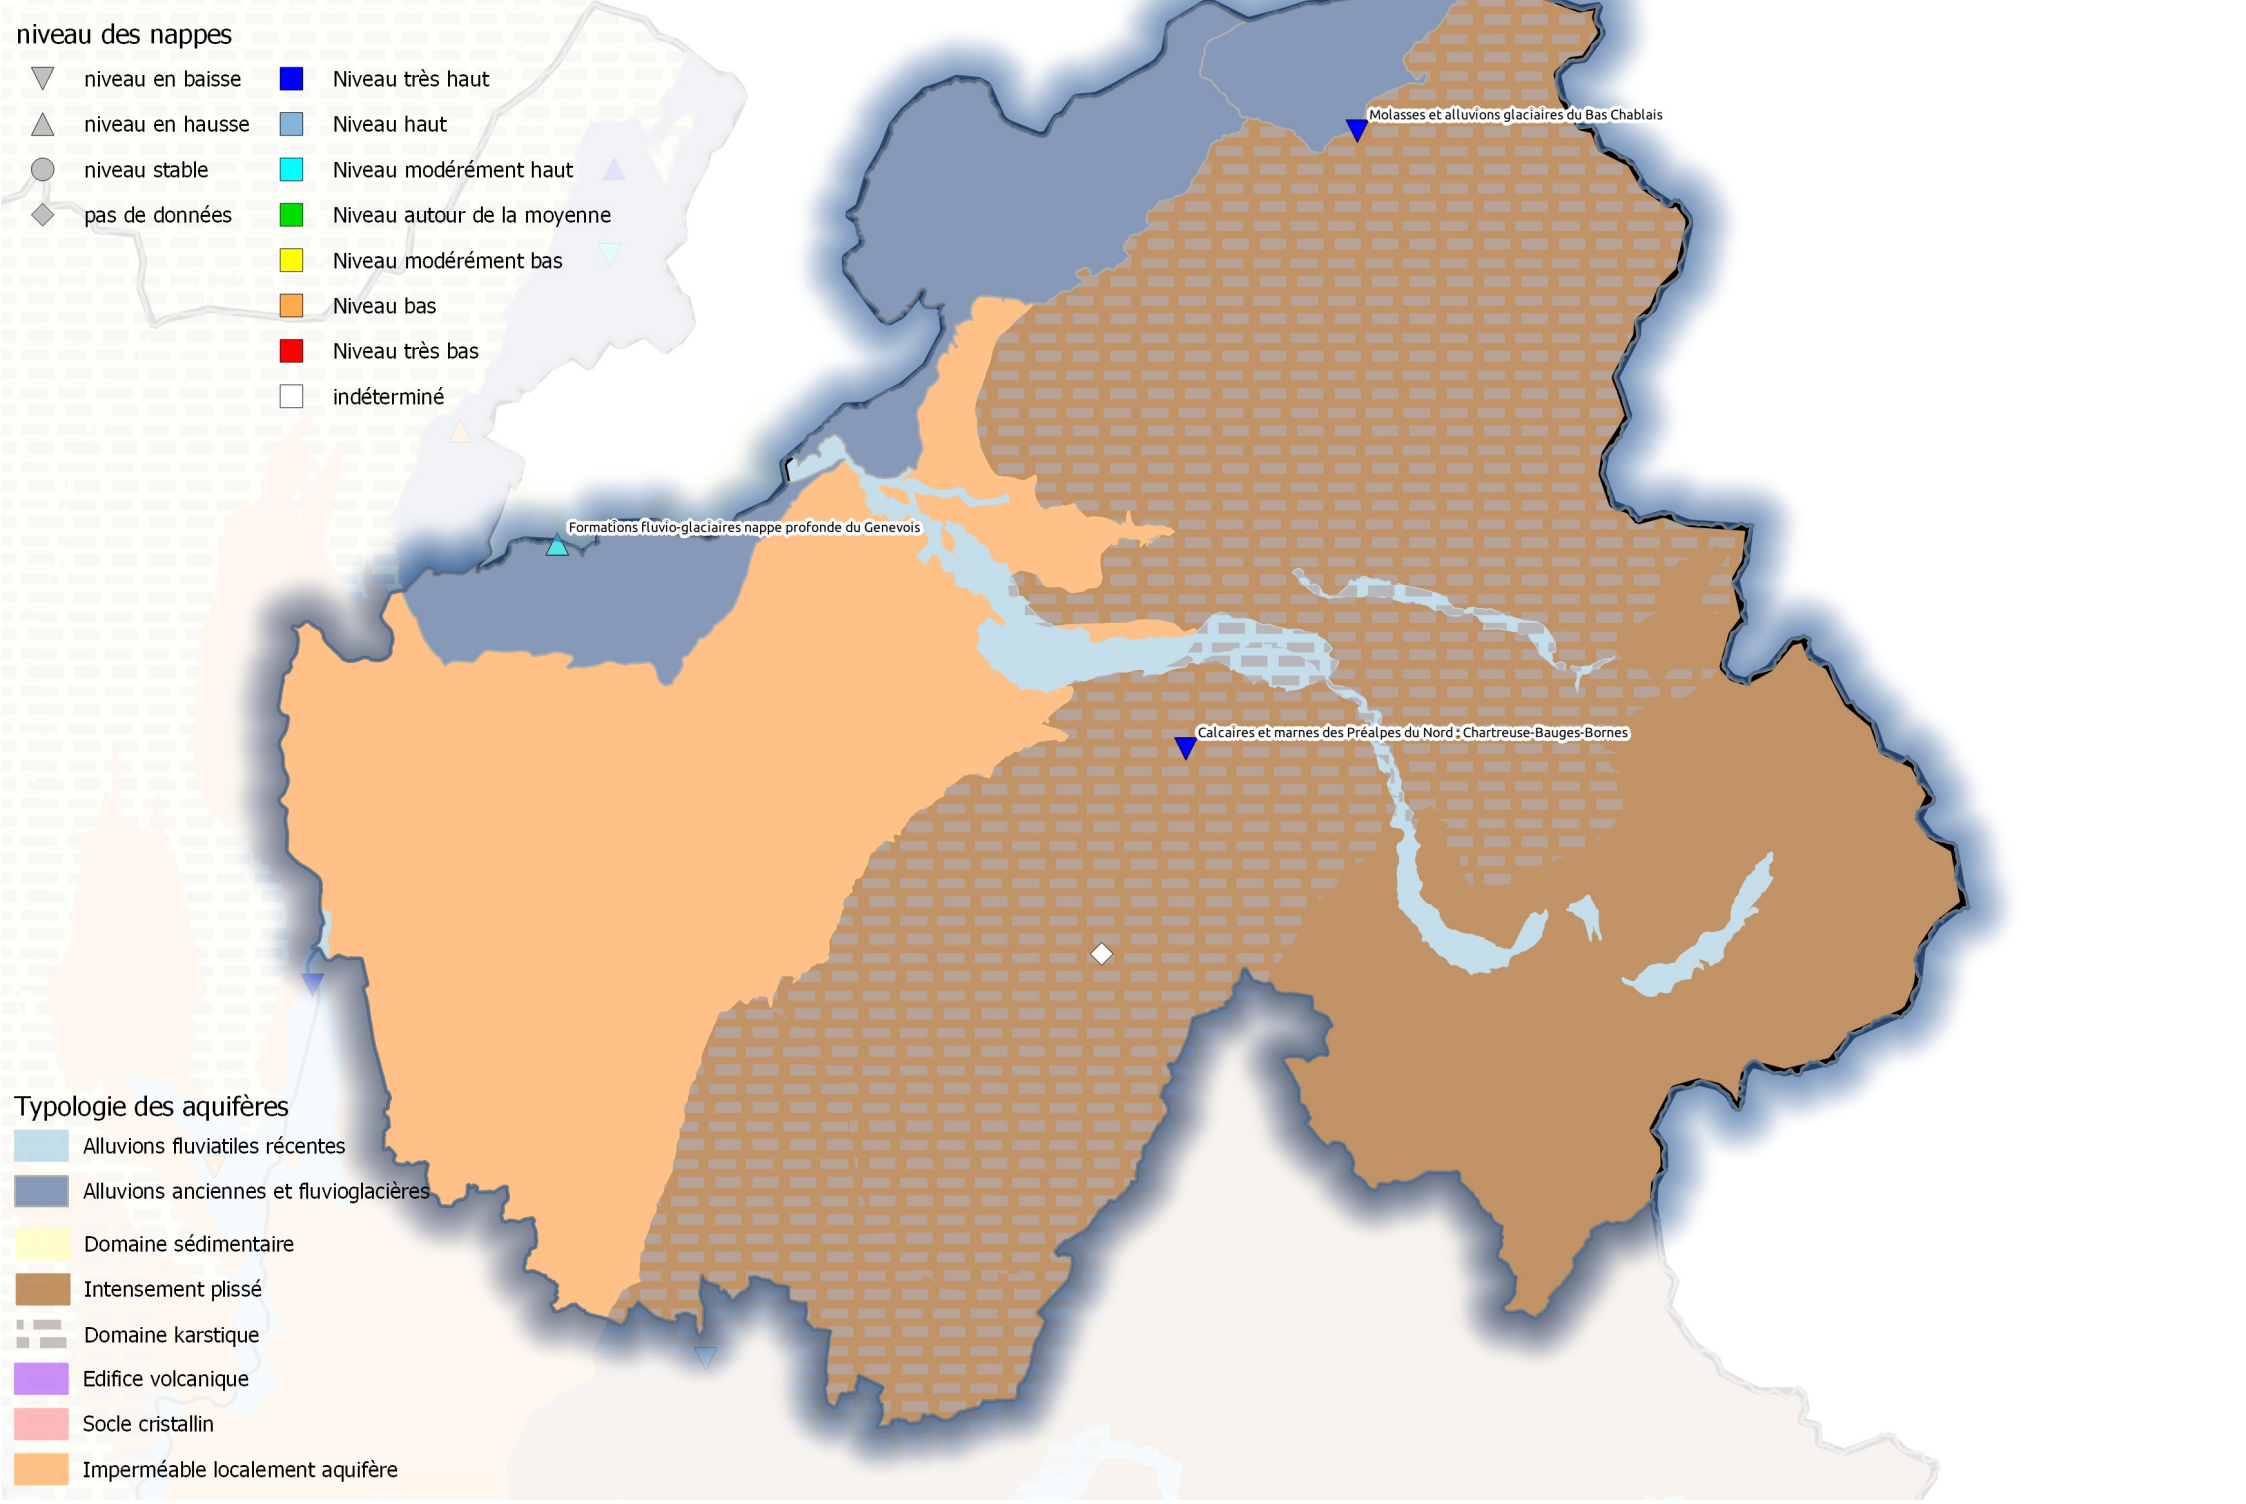 niveau des nappes
niveau en baisse
niveau en hausse
niveau stable
pas de données
Niveau très haut
Niveau haut
Niveau modérément haut
Niveau autour de la moyenne
Niveau modérément bas
Niveau bas
Niveau très bas
indéterminé
Molasses et alluvions glaciaires du Bas Chablais
Formations fluvio-glaciaires nappe profonde du Genevois
Calcaires et marnes des Préalpes du Nord : Chartreuse-Bauges-Bornes
Typologie des aquifères
Alluvions fluviatiles récentes
Alluvions anciennes et fluvioglacières
Domaine sédimentaire
Intensement plissé
Domaine karstique
Edifice volcanique
Socle cristallin
Imperméable localement aquifère